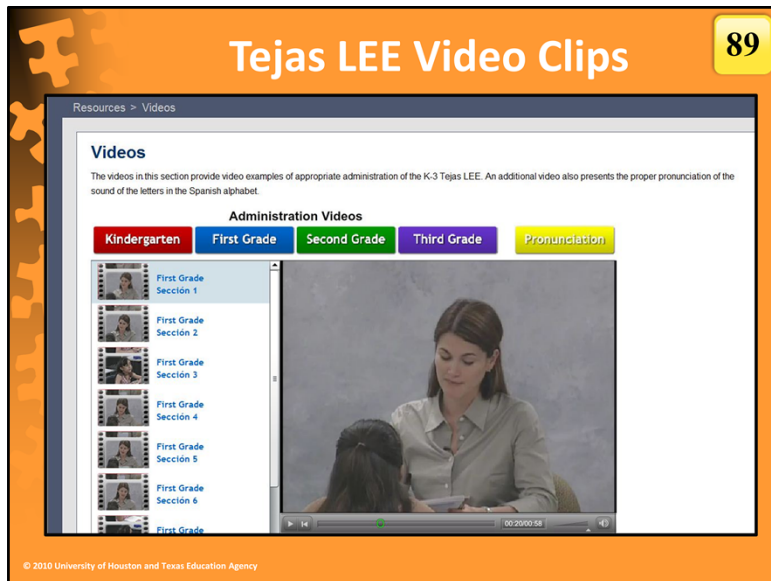 Tejas LEE Video Clips
89
Resources > Videos
Videos
The videos in this section provide video examples of appropriate administration of the K-3 Tejas LEE. An additional video also presents the proper pronunciation of the
sound of the letters in the Spanish alphabet.
Administration Videos
Kindergarten
First Grade
Second Grade
Third Grade
Pronunciation
First Grade
Sección 1
First Grade
Sección 2
First Grade
Sección 3
First Grade
Sección 4
First Grade
Sección 5
First Grade
Sección 6
First Grade
00:20/00:58
© 2010 University of Houston and Texas Education Agency